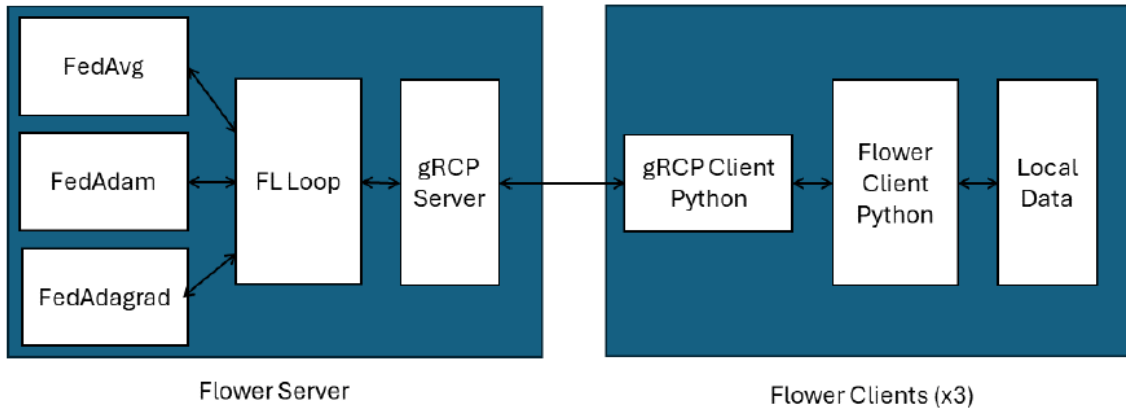 FedAvg
FedAdam
FedAdagrad
FL Loop
gRCP
Server
gRCP Client
Python
Flower
Client
Python
Local
Data
Flower Server
Flower Clients (x3)